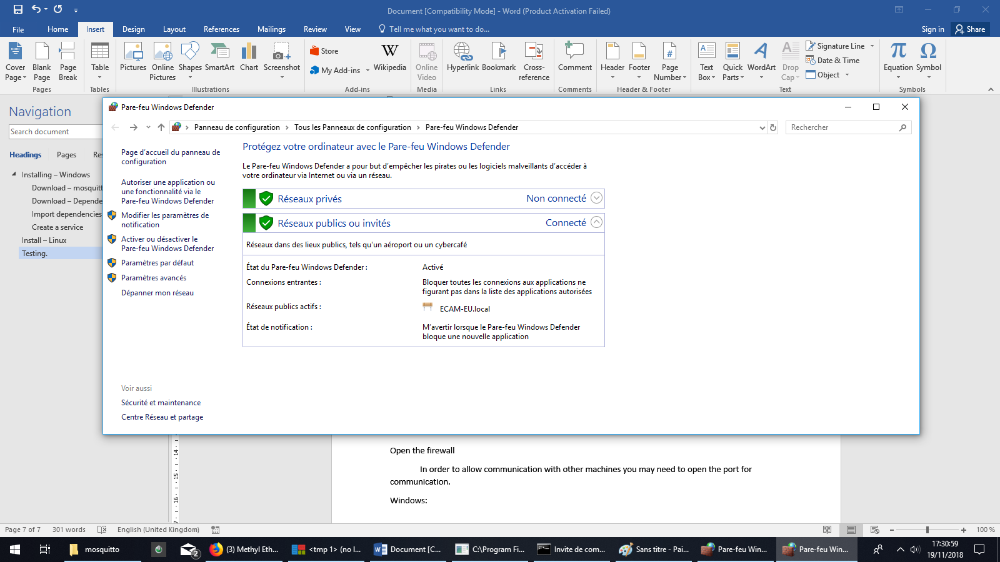 Document [Compatibility Mode] - Word (Product Activation Failed)
File Home Insert Design Layout References Mailings Review View Tell me what you want to do... Sign in Share
Cover Page
Blank Page
Page Break
Pages
Table
Tables
Pictures
Online Pictures
Shapes
SmartArt
Chart
Screenshot
Illustrations
Store
My Add-ins
Wikipedia
Add-ins
Online Video
Media
Hyperlink
Bookmark
Cross-reference
Links
Comment
Comments
Header
Footer
Page Number
Header & Footer
Text Box
Quick Parts
WordArt
Drop Cap
Signature Line
Date & Time
Object
Text
Equation
Symbol
Symbols
Navigation
Search document
Headings Pages Res
Installing – Windows
Download – mosquitt
Download – Depende
Import dependencies
Create a service
Install – Linux
Testing.
Pare-feu Windows Defender
Panneau de configuration > Tous les Panneaux de configuration > Pare-feu Windows Defender
Rechercher
Page d'accueil du panneau de
configuration
Autoriser une application ou
une fonctionnalité via le
Pare-feu Windows Defender
Modifier les paramètres de
notification
Activer ou désactiver le
Pare-feu Windows Defender
Paramètres par défaut
Paramètres avancés
Dépanner mon réseau
Voir aussi
Sécurité et maintenance
Centre Réseau et partage
Protégez votre ordinateur avec le Pare-feu Windows Defender
Le Pare-feu Windows Defender a pour but d'empêcher les pirates ou les logiciels malveillants d'accéder à
votre ordinateur via Internet ou via un réseau.
Réseaux privés Non connecté
Réseaux publics ou invités Connecté
Réseaux dans des lieux publics, tels qu'un aéroport ou un cybercafé
État du Pare-feu Windows Defender : Activé
Connexions entrantes : Bloquer toutes les connexions aux applications ne
figurant pas dans la liste des applications autorisées
Réseaux publics actifs : ECAM-EU.local
État de notification : M'avertir lorsque le Pare-feu Windows Defender
bloque une nouvelle application
14
15
16
Open the firewall
In order to allow communication with other machines you may need to open the port for
communication.
Windows:
Page 7 of 7 301 words English (United Kingdom) 100 %
mosquitto
2
(3) Methyl Eth...
<tmp 1> (no l...
Document [C...
C:\Program Fi...
Invite de com...
Sans titre - Pai...
Pare-feu Win...
Pare-feu Win...
17:30:59
19/11/2018